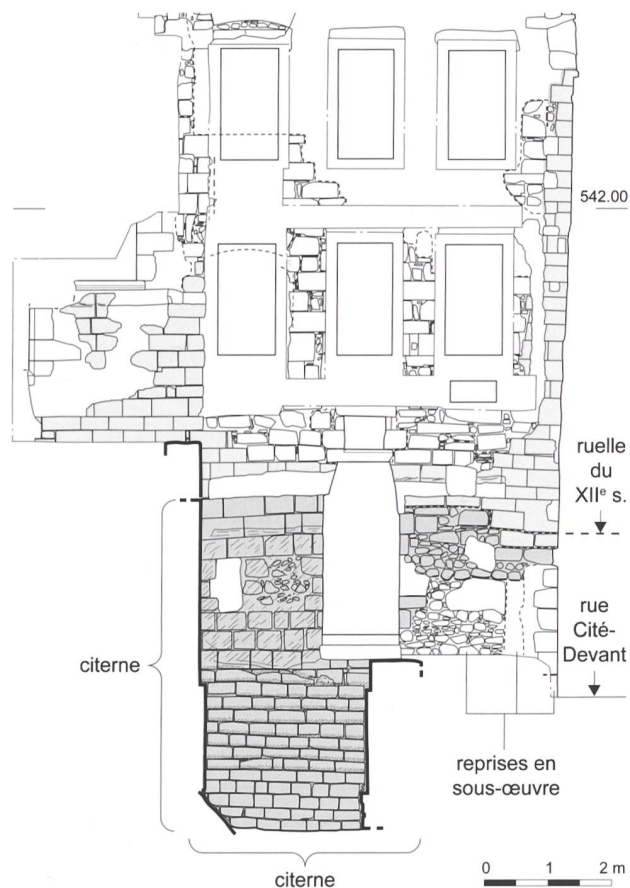 542.00
ruelle
du
XIIe s.
rue
Cité-
Devant
citerne
reprises en
sous-œuvre
citerne
0 1 2 m